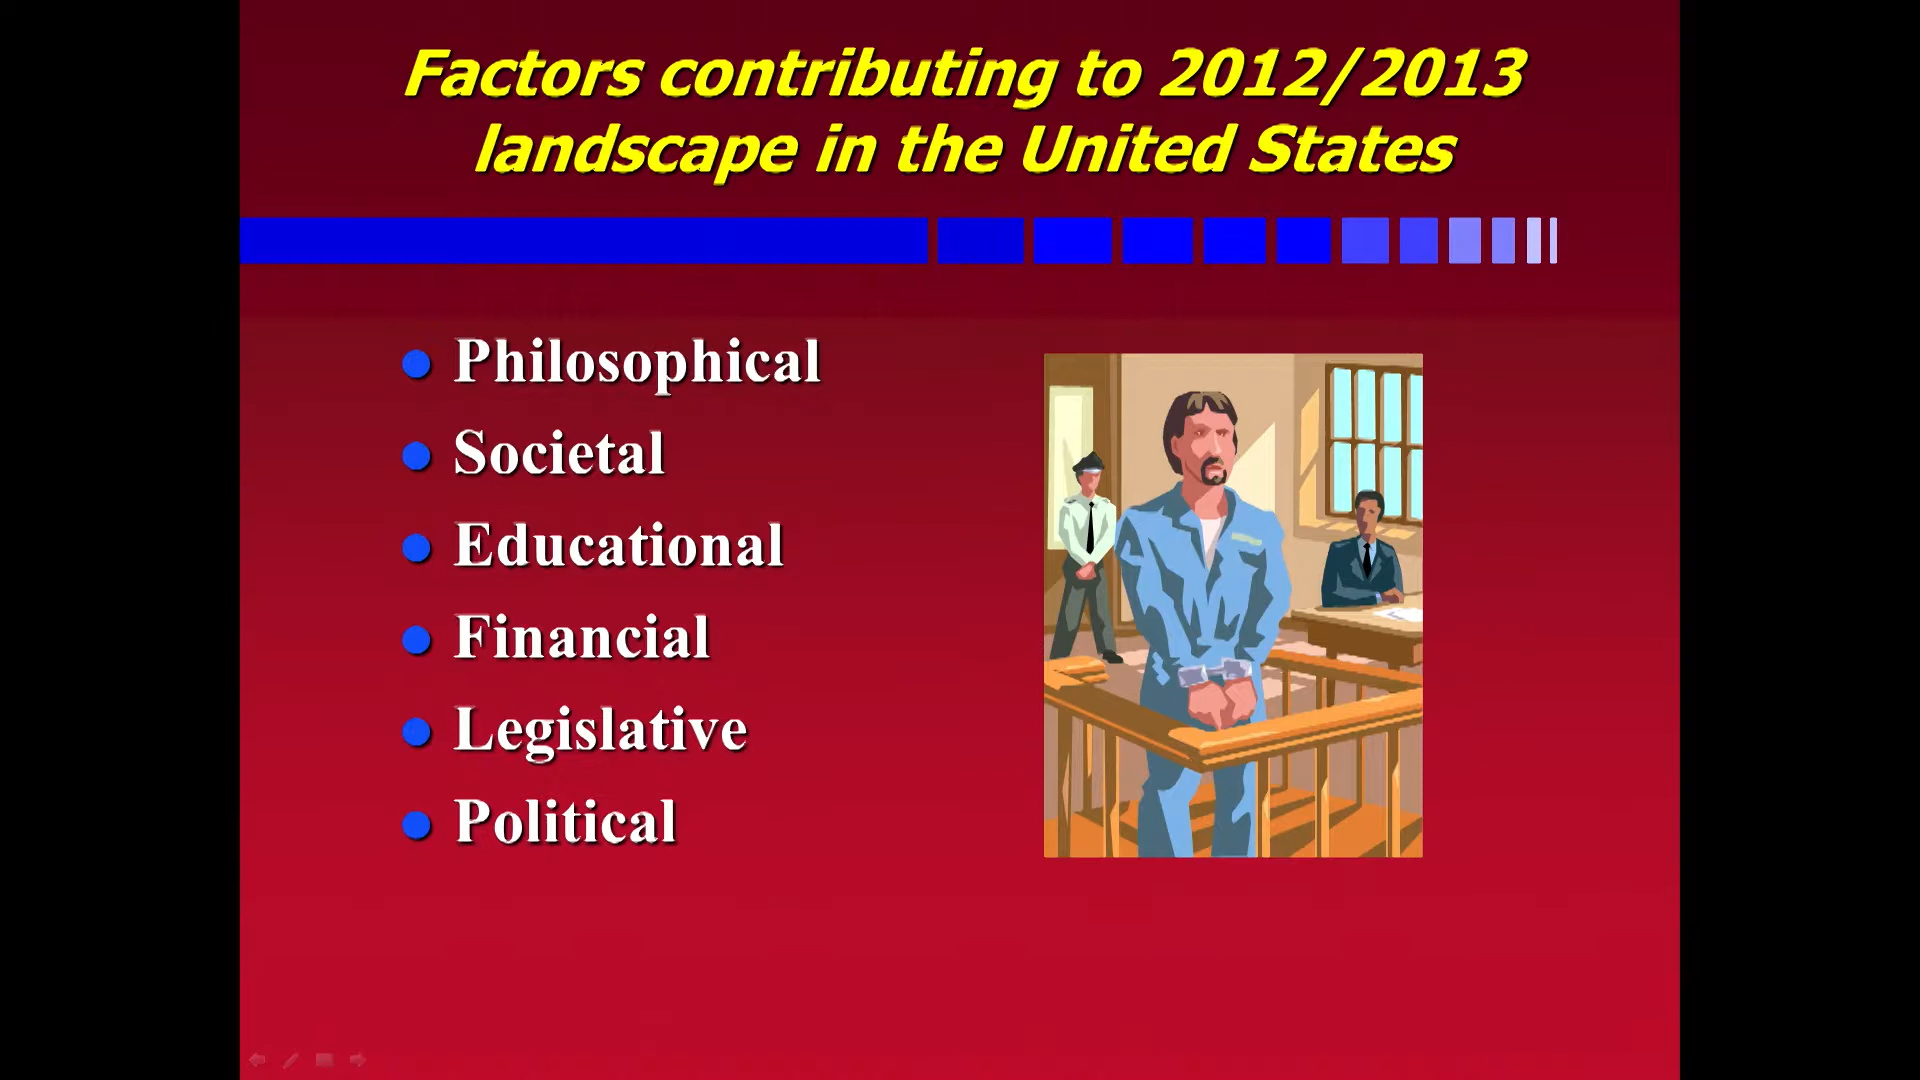 Factors contributing to 2012/2013
landscape in the United States
Philosophical
Societal
Educational
Financial
Legislative
Political